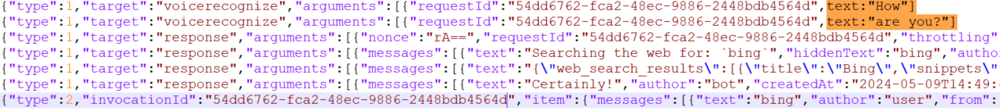 {"type":1,"target":"voicerecognize","arguments":[{"requestId":"54dd6762-fca2-48ec-9886-2448bdb4564d",text:"How"]
{"type":1,"target":"voicerecognize","arguments":[{"requestId":"54dd6762-fca2-48ec-9886-2448bdb4564d",text:"are you?"]
{"type":1,"target":"response","arguments":[{"nonce":"rA==","requestId":"54dd6762-fca2-48ec-9886-2448bdb4564d","throttling"
{"type":1,"target":"response","arguments":[{"messages":[{"text":"Searching the web for: `bing`","hiddenText":"bing","autho
{"type":1,"target":"response","arguments":[{"messages":[{"text":"{\"web_search_results\":[{\"title\":\"Bing\",\"snippets\"
{"type":1,"target":"response","arguments":[{"messages":[{"text":"Certainly!","author":"bot","createdAt":"2024-05-09T14:49:
{"type":2,"invocationId":"54dd6762-fca2-48ec-9886-2448bdb4564d","item":{"messages":[{"text":"bing","author":"user","from":